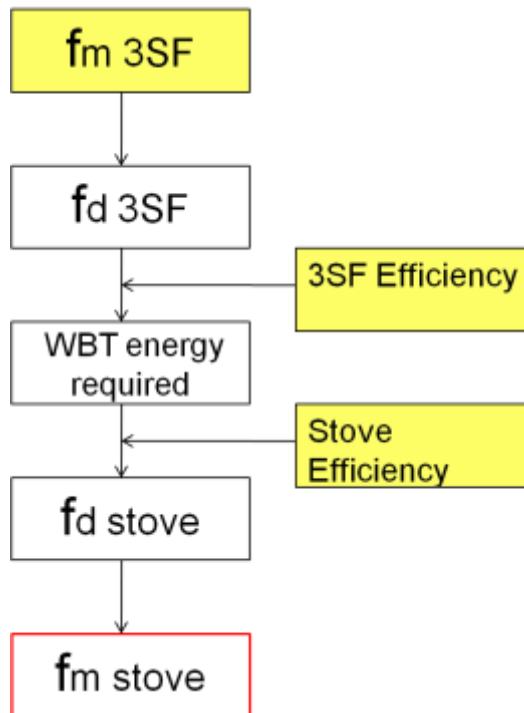 fm 3SF
fd 3SF
3SF Efficiency
WBT energy
required
Stove
Efficiency
fd stove
fm stove